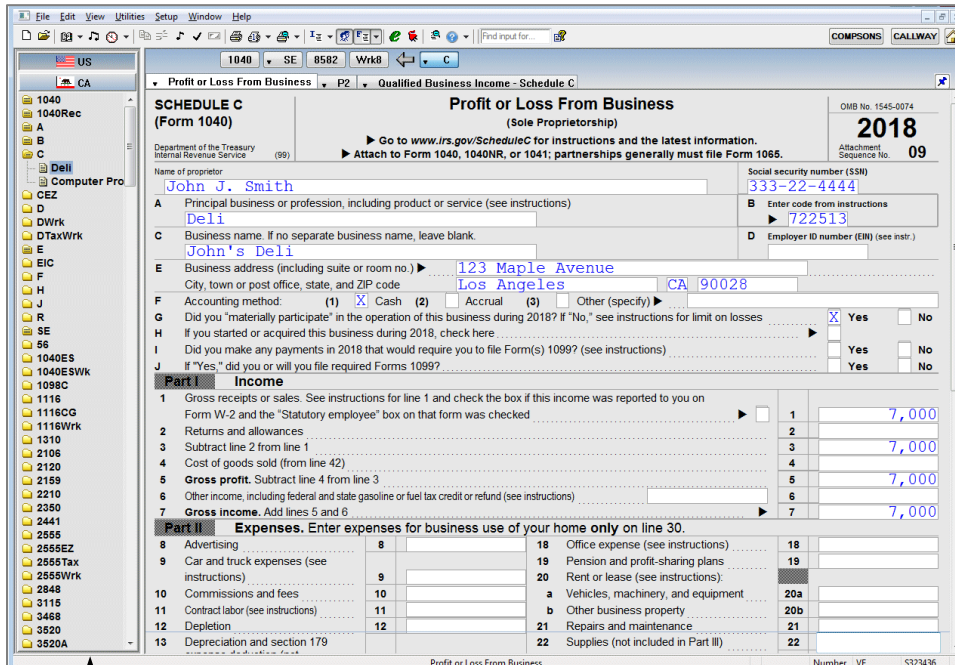 File Edit View Utilities Setup Window Help
Find input for...
COMPSONS CALLWAY
US
CA
1040
1040Rec
A
B
C
Deli
Computer Pro
CEZ
D
DWrk
DTaxWrk
E
EIC
F
H
J
R
SE
56
1040ES
1040ESWk
1098C
1116
1116CG
1116Wrk
1310
2106
2120
2159
2210
2350
2441
2555
2555EZ
2555Tax
2555Wrk
2848
3115
3468
3520
3520A
1040 SE 8582 Wrk8 C
Profit or Loss From Business P2 Qualified Business Income - Schedule C
SCHEDULE C
(Form 1040)
Department of the Treasury
Internal Revenue Service (99)
Profit or Loss From Business
(Sole Proprietorship)
▶ Go to www.irs.gov/ScheduleC for instructions and the latest information.
▶ Attach to Form 1040, 1040NR, or 1041; partnerships generally must file Form 1065.
OMB No. 1545-0074
2018
Attachment
Sequence No. 09
Name of proprietor
John J. Smith
Social security number (SSN)
333-22-4444
A Principal business or profession, including product or service (see instructions)
Deli
B Enter code from instructions
▶ 722513
C Business name. If no separate business name, leave blank.
John's Deli
D Employer ID number (EIN) (see instr.)
E Business address (including suite or room no.) ▶ 123 Maple Avenue
City, town or post office, state, and ZIP code Los Angeles CA 90028
F Accounting method: (1) X Cash (2) Accrual (3) Other (specify) ▶
G Did you "materially participate" in the operation of this business during 2018? If "No," see instructions for limit on losses X Yes No
H If you started or acquired this business during 2018, check here ▶
I Did you make any payments in 2018 that would require you to file Form(s) 1099? (see instructions) Yes No
J If "Yes," did you or will you file required Forms 1099? Yes No
Part I Income
1 Gross receipts or sales. See instructions for line 1 and check the box if this income was reported to you on
Form W-2 and the "Statutory employee" box on that form was checked ▶ 1 7,000
2 Returns and allowances 2
3 Subtract line 2 from line 1 3 7,000
4 Cost of goods sold (from line 42) 4
5 Gross profit. Subtract line 4 from line 3 5 7,000
6 Other income, including federal and state gasoline or fuel tax credit or refund (see instructions) 6
7 Gross income. Add lines 5 and 6 ▶ 7 7,000
Part II Expenses. Enter expenses for business use of your home only on line 30.
8 Advertising 8 18 Office expense (see instructions) 18
9 Car and truck expenses (see 19 Pension and profit-sharing plans 19
instructions) 9 20 Rent or lease (see instructions):
10 Commissions and fees 10 a Vehicles, machinery, and equipment 20a
11 Contract labor (see instructions) 11 b Other business property 20b
12 Depletion 12 21 Repairs and maintenance 21
13 Depreciation and section 179 22 Supplies (not included in Part III) 22
Profit or Loss From Business Number VF S323436